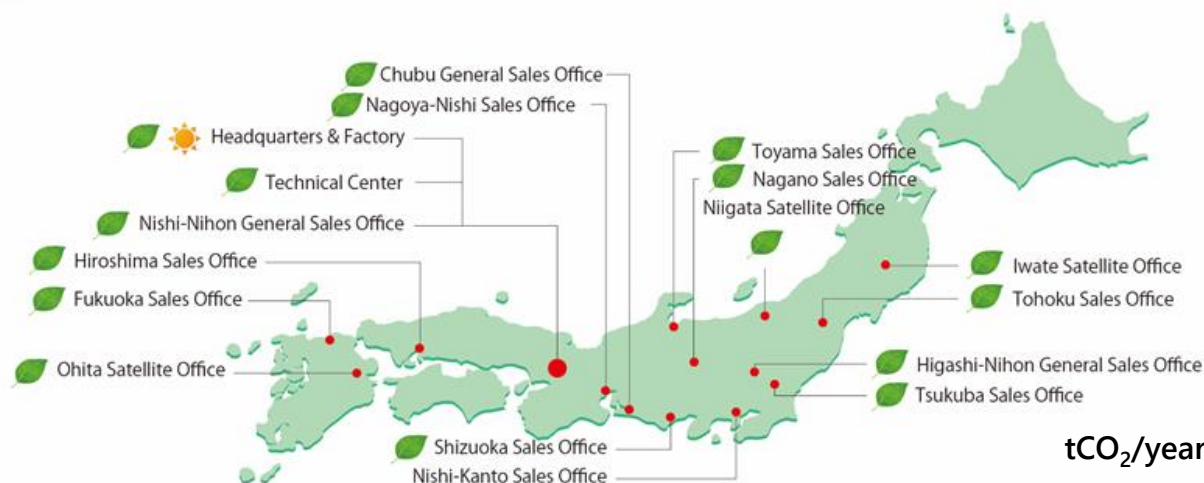 Chubu General Sales Office
Nagoya-Nishi Sales Office
Headquarters & Factory
Technical Center
Nishi-Nihon General Sales Office
Hiroshima Sales Office
Fukuoka Sales Office
Ohita Satellite Office
Toyama Sales Office
Nagano Sales Office
Niigata Satellite Office
Iwate Satellite Office
Tohoku Sales Office
Higashi-Nihon General Sales Office
Tsukuba Sales Office
Shizuoka Sales Office
Nishi-Kanto Sales Office
tCO₂/year